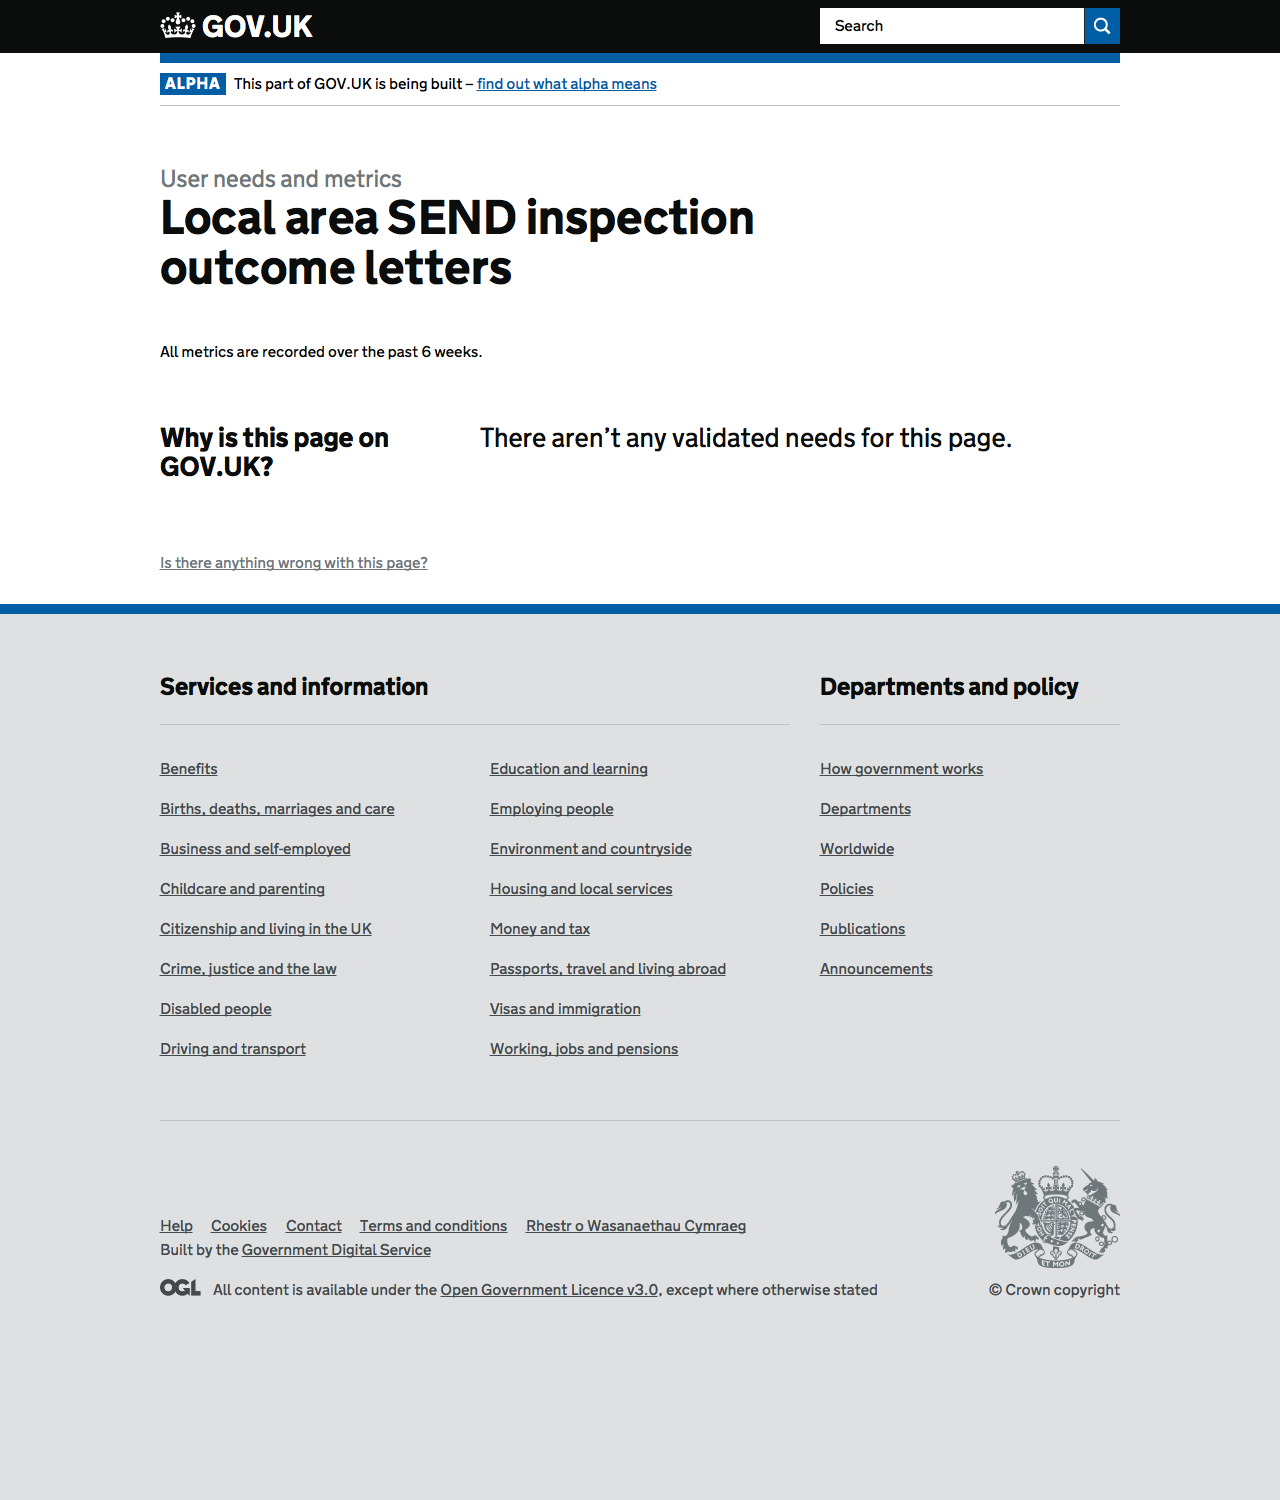 GOV.UK
Search
ALPHA This part of GOV.UK is being built – find out what alpha means
User needs and metrics
Local area SEND inspection
outcome letters
All metrics are recorded over the past 6 weeks.
Why is this page on
GOV.UK?
There aren’t any validated needs for this page.
Is there anything wrong with this page?
Services and information
Benefits
Births, deaths, marriages and care
Business and self-employed
Childcare and parenting
Citizenship and living in the UK
Crime, justice and the law
Disabled people
Driving and transport
Education and learning
Employing people
Environment and countryside
Housing and local services
Money and tax
Passports, travel and living abroad
Visas and immigration
Working, jobs and pensions
Departments and policy
How government works
Departments
Worldwide
Policies
Publications
Announcements
Help Cookies Contact Terms and conditions Rhestr o Wasanaethau Cymraeg
Built by the Government Digital Service
OGL All content is available under the Open Government Licence v3.0, except where otherwise stated
DIEU ET MON DROIT
© Crown copyright